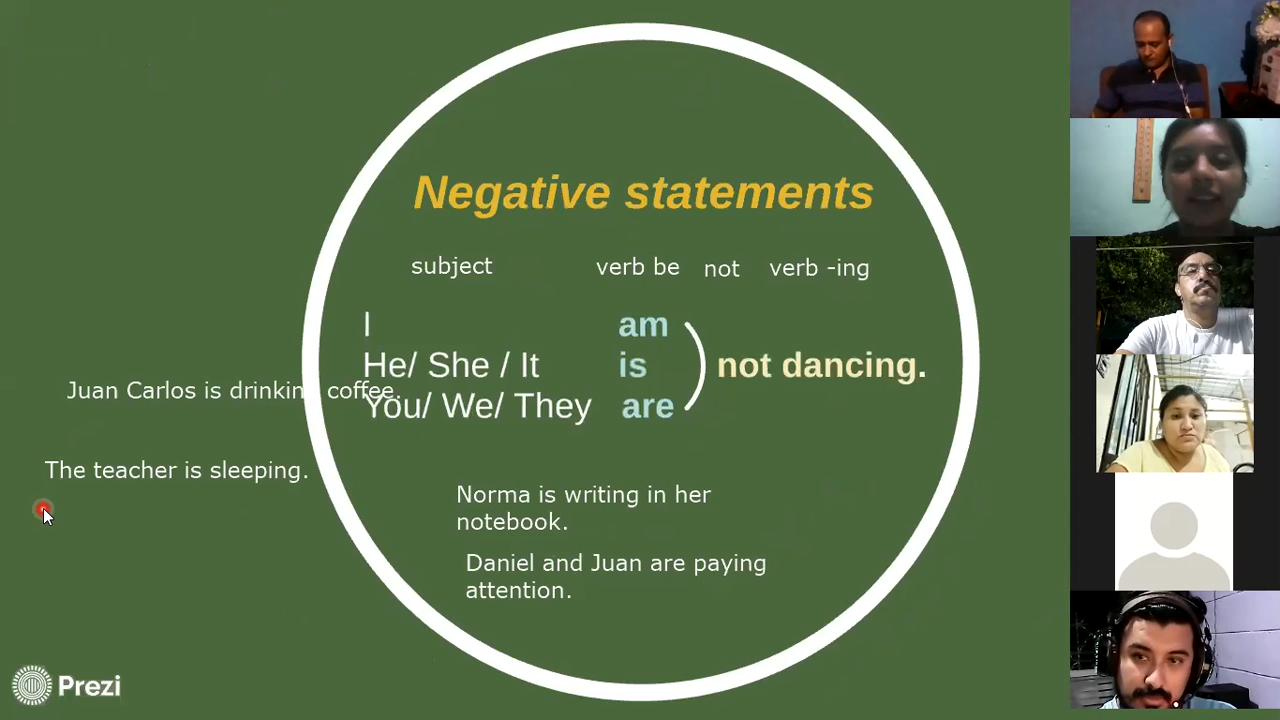 Negative statements
subject verb be not verb -ing
I am
He/ She / It is not dancing.
You/ We/ They are
Juan Carlos is drinking coffee.
The teacher is sleeping.
Norma is writing in her
notebook.
Daniel and Juan are paying
attention.
Prezi